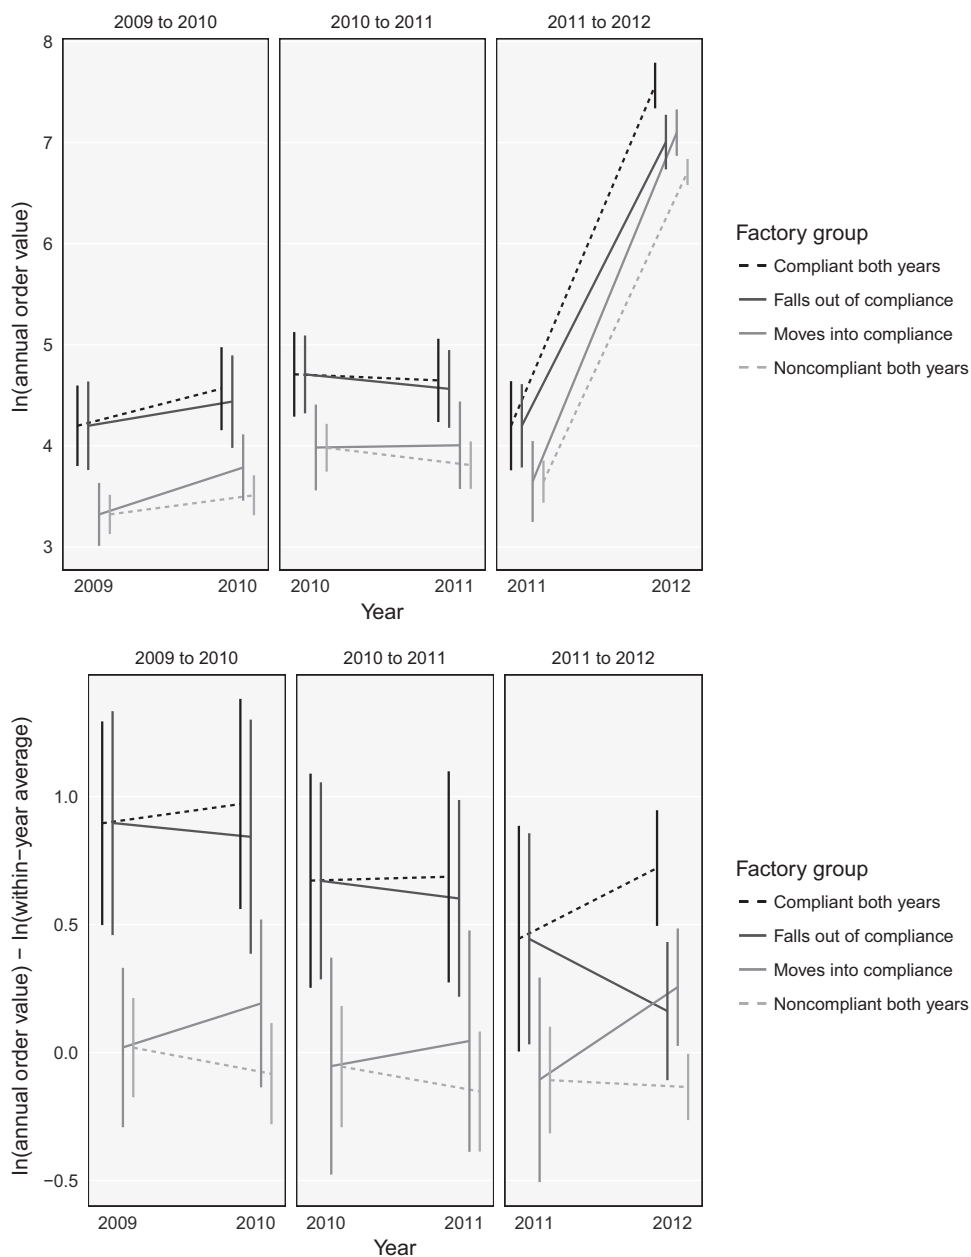 2009 to 2010
2010 to 2011
2011 to 2012
8
7
6
5
4
3
ln(annual order value)
2009
2010
2010
2011
2011
2012
Year
Factory group
Compliant both years
Falls out of compliance
Moves into compliance
Noncompliant both years
2009 to 2010
2010 to 2011
2011 to 2012
1.0
0.5
0.0
−0.5
ln(annual order value) − ln(within−year average)
2009
2010
2010
2011
2011
2012
Year
Factory group
Compliant both years
Falls out of compliance
Moves into compliance
Noncompliant both years